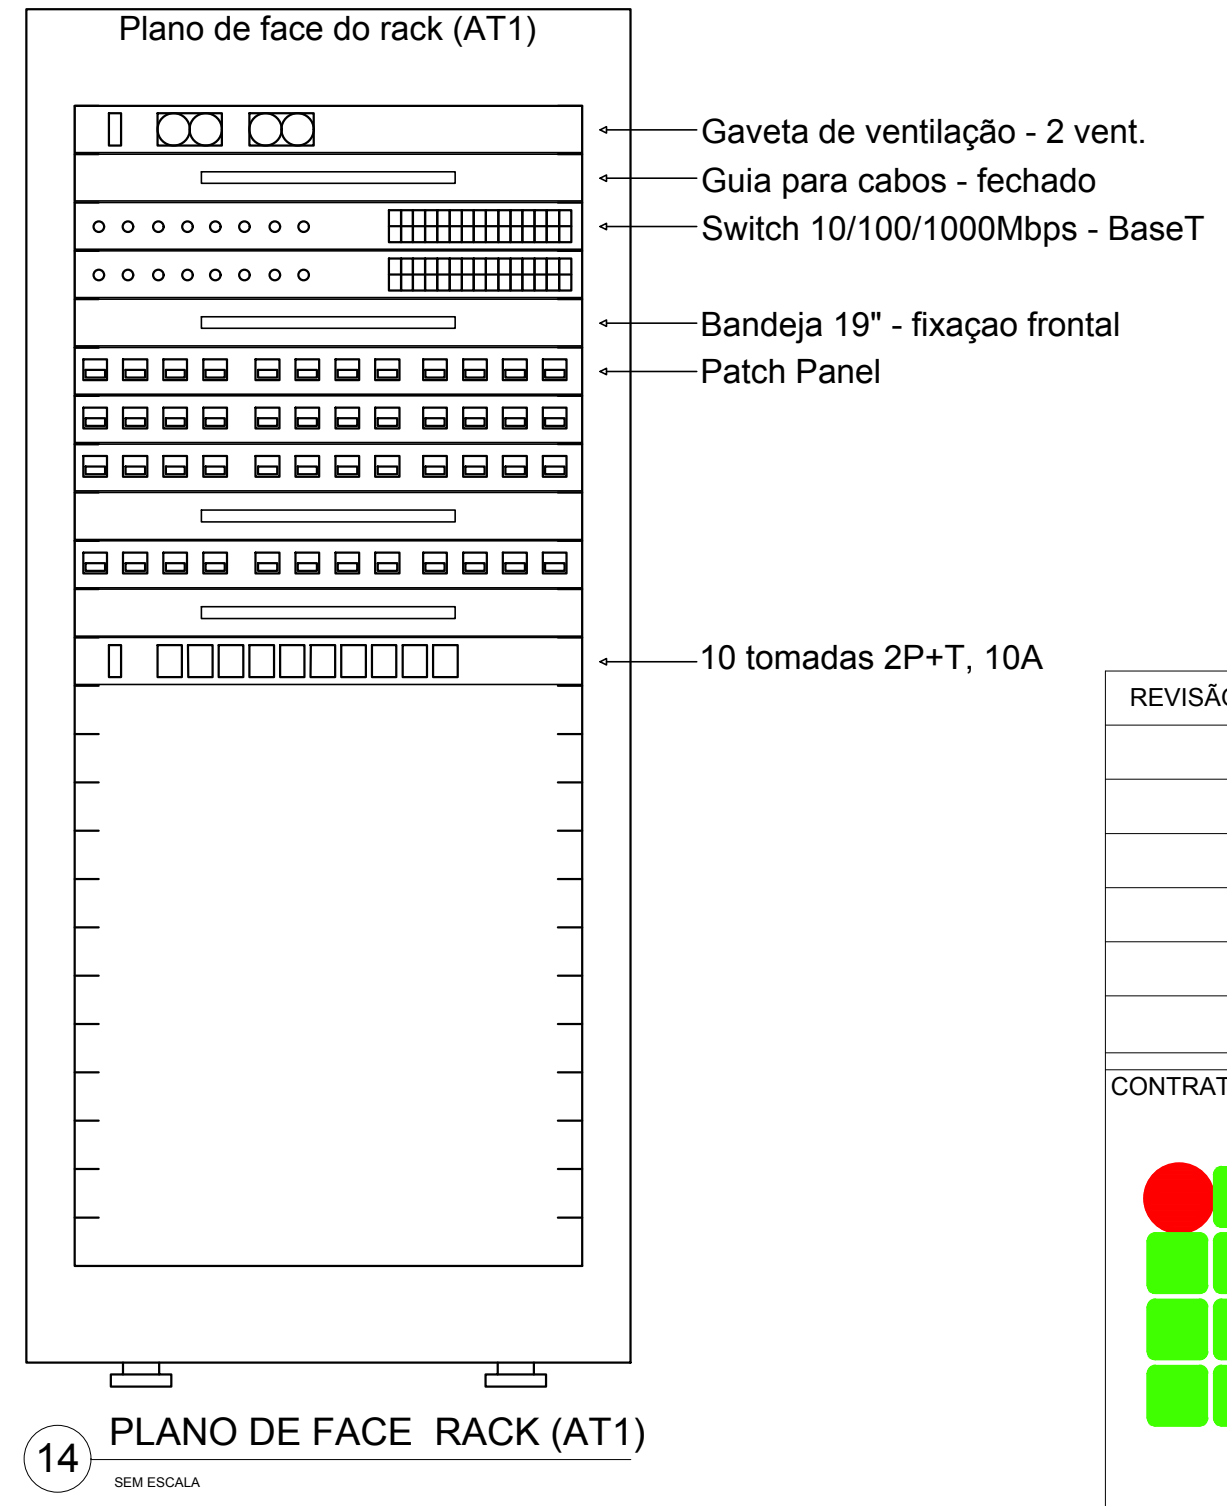 Plano de face do rack (AT1)
Gaveta de ventilação - 2 vent.
Guia para cabos - fechado
Switch 10/100/1000Mbps - BaseT
Bandeja 19" - fixaçao frontal
Patch Panel
10 tomadas 2P+T, 10A
14
PLANO DE FACE RACK (AT1)
SEM ESCALA